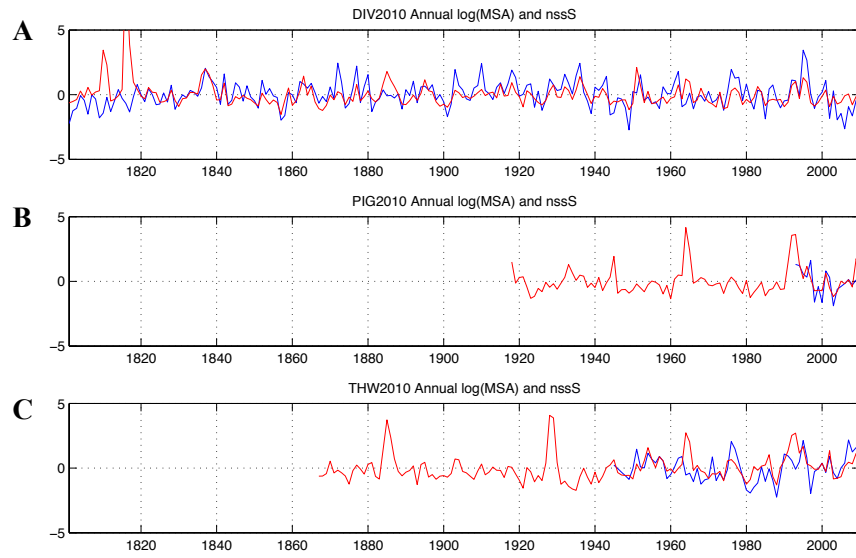 DIV2010 Annual log(MSA) and nssS
A
5
0
−5
1820 1840 1860 1880 1900 1920 1940 1960 1980 2000
PIG2010 Annual log(MSA) and nssS
B
5
0
−5
1820 1840 1860 1880 1900 1920 1940 1960 1980 2000
THW2010 Annual log(MSA) and nssS
C
5
0
−5
1820 1840 1860 1880 1900 1920 1940 1960 1980 2000